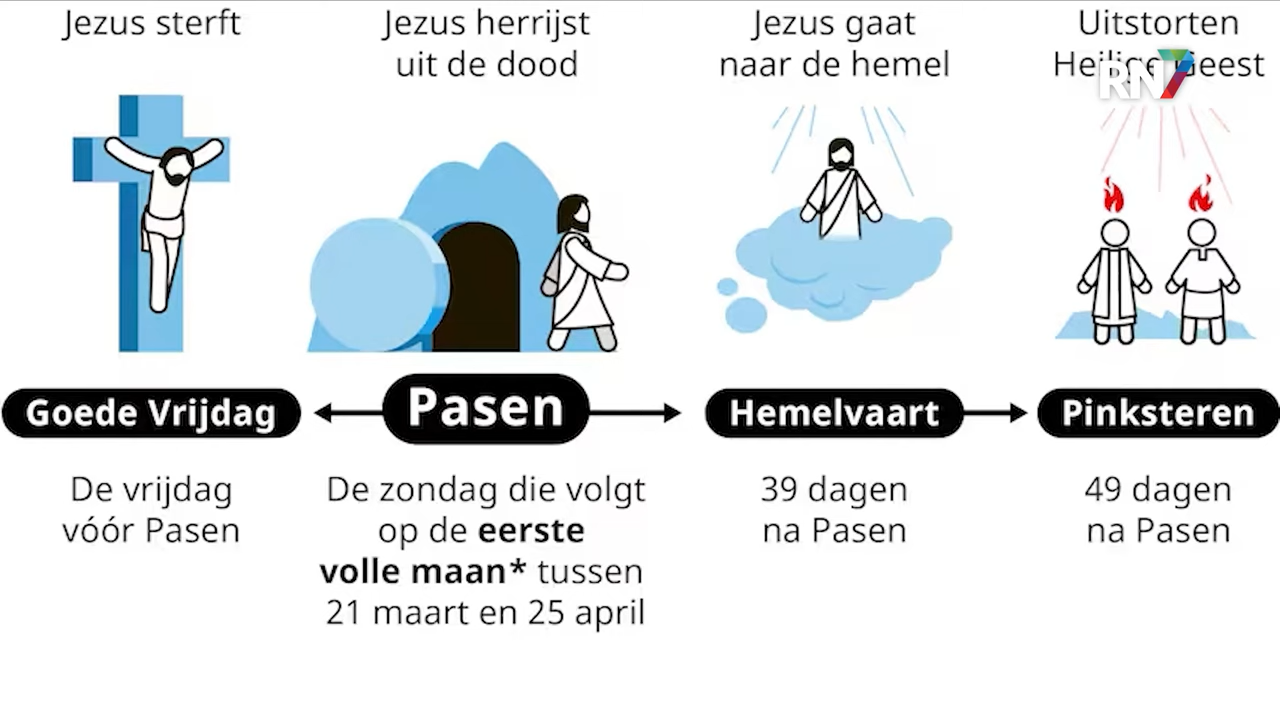 Jezus sterft
Jezus herrijst
uit de dood
Jezus gaat
naar de hemel
Uitstorten
Heilige Geest
RN7
Goede Vrijdag
Pasen
Hemelvaart
Pinksteren
De vrijdag
vóór Pasen
De zondag die volgt
op de eerste
volle maan* tussen
21 maart en 25 april
39 dagen
na Pasen
49 dagen
na Pasen